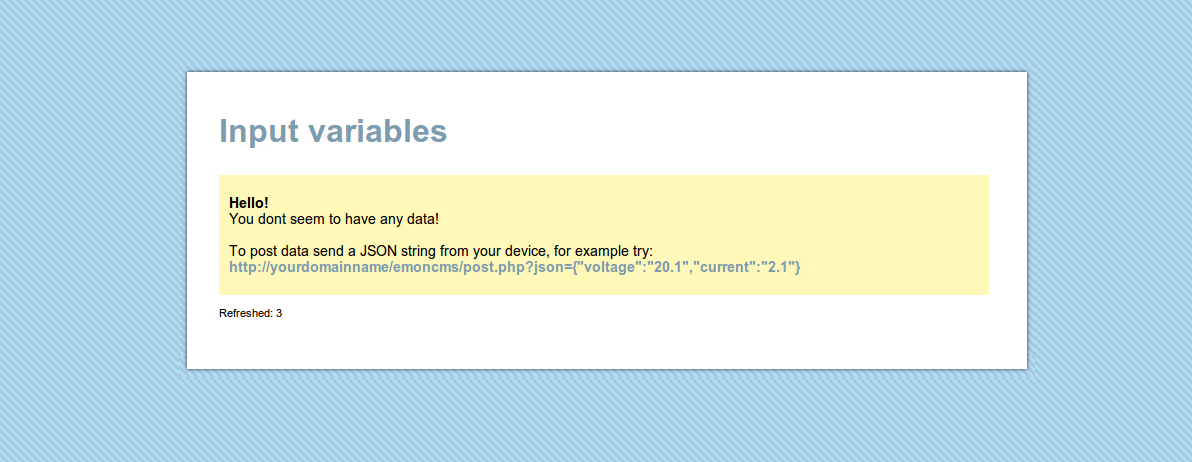 Input variables
Hello!
You dont seem to have any data!
To post data send a JSON string from your device, for example try:
http://yourdomainname/emoncms/post.php?json={"voltage":"20.1","current":"2.1"}
Refreshed: 3